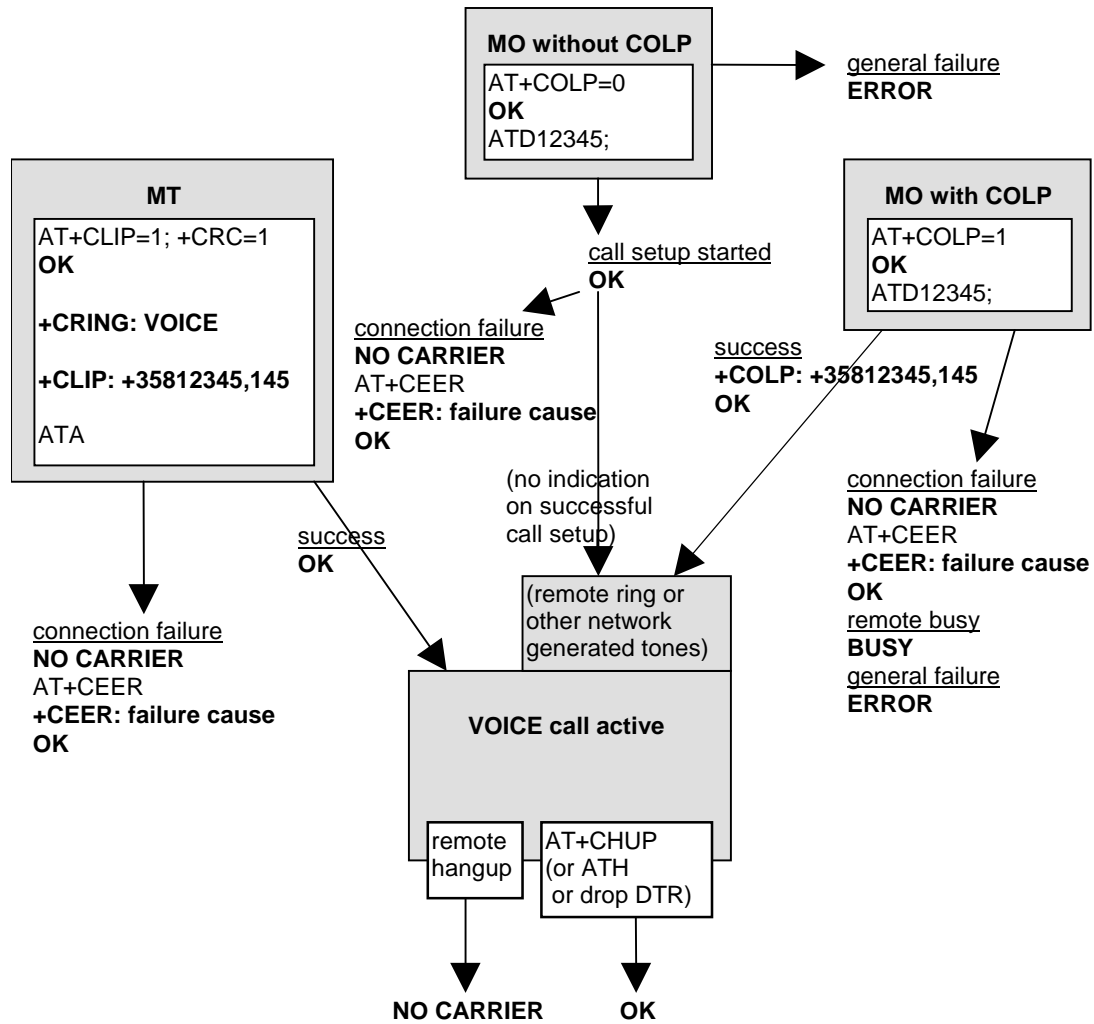 MO without COLP
AT+COLP=0
OK
ATD12345;
general failure
ERROR
MT
AT+CLIP=1; +CRC=1
OK
+CRING: VOICE
+CLIP: +35812345,145
ATA
MO with COLP
AT+COLP=1
OK
ATD12345;
call setup started
OK
connection failure
NO CARRIER
AT+CEER
+CEER: failure cause
OK
success
+COLP: +35812345,145
OK
(no indication
on successful
call setup)
success
OK
connection failure
NO CARRIER
AT+CEER
+CEER: failure cause
OK
remote busy
BUSY
general failure
ERROR
connection failure
NO CARRIER
AT+CEER
+CEER: failure cause
OK
(remote ring or
other network
generated tones)
VOICE call active
remote
hangup
AT+CHUP
(or ATH
or drop DTR)
NO CARRIER
OK